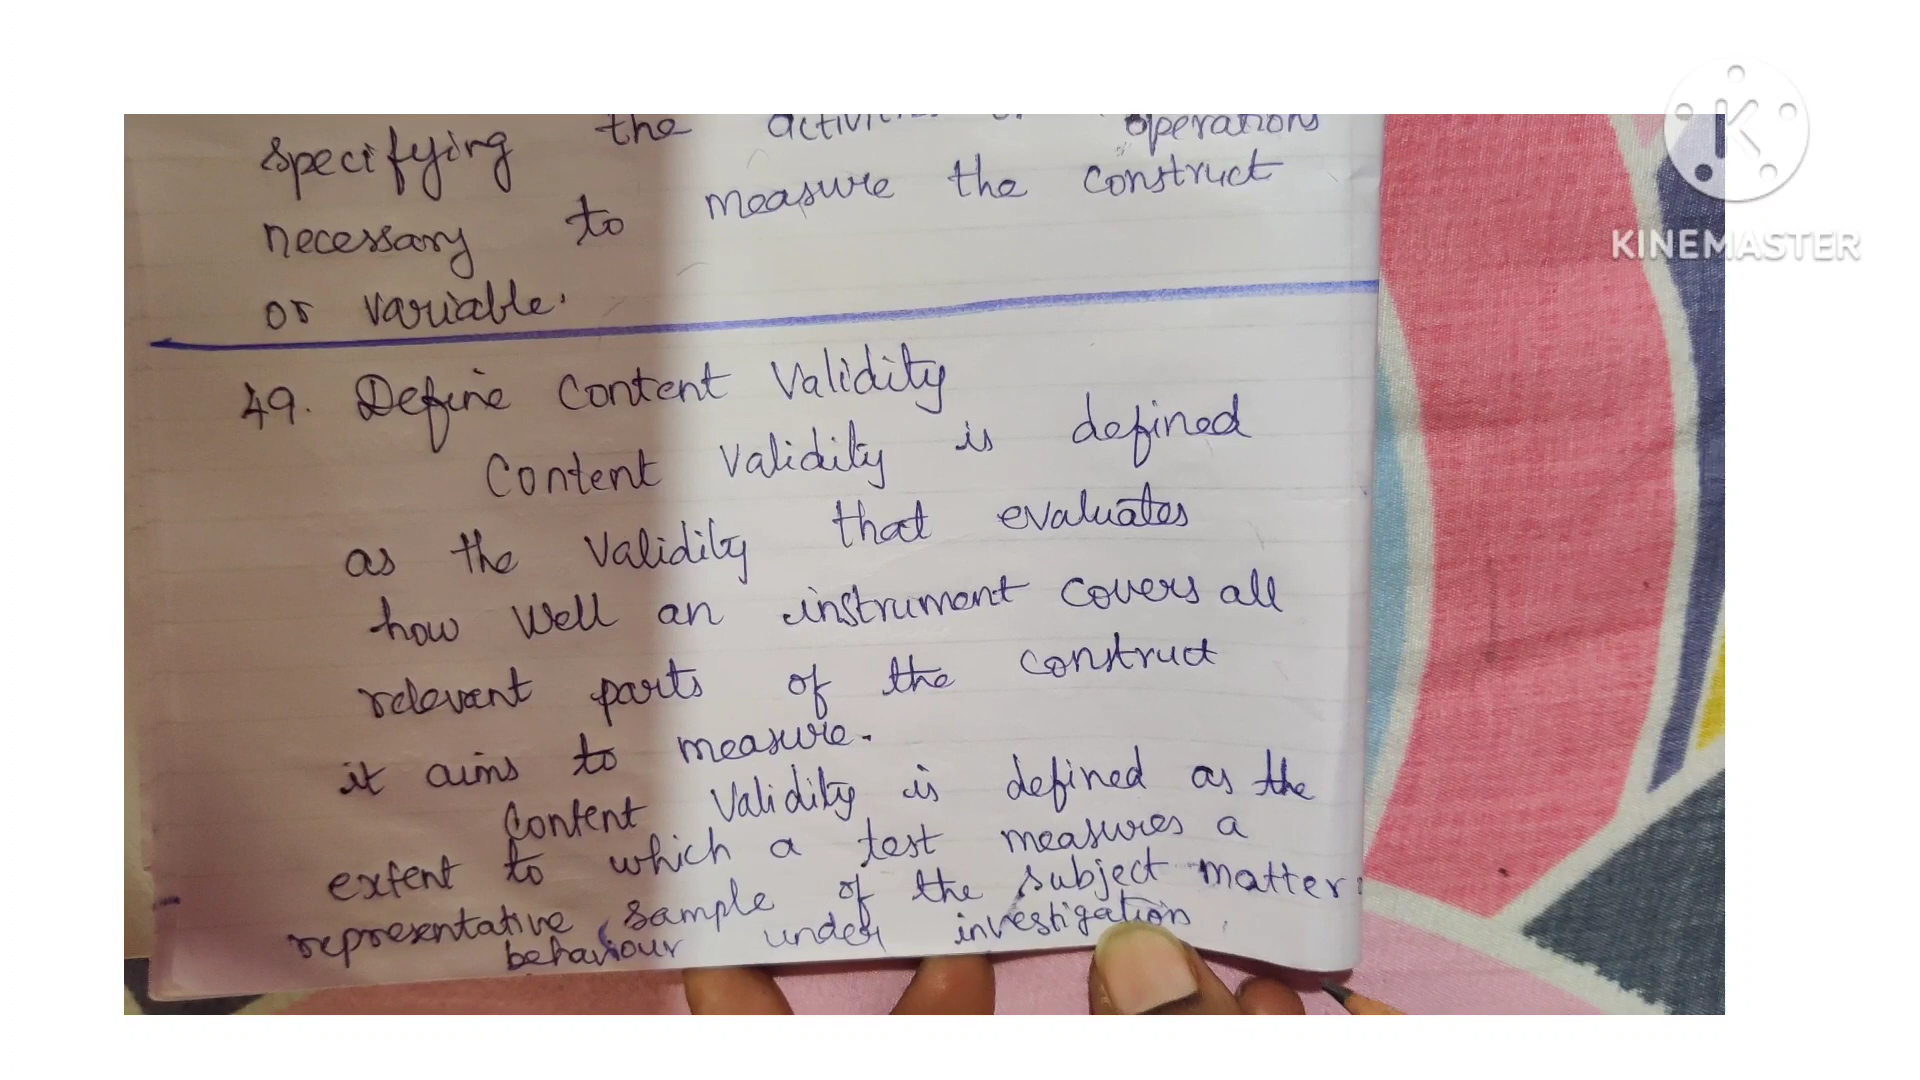 specifying the operations
necessary to measure the construct
or variable.
49. Define Content Validity
Content Validity is defined
as the Validity that evaluates
how Well an instrument covers all
relevant parts of the construct
it aims to measure.
Content Validity is defined as the
extent to which a test measures a
representative sample of the subject matter
behaviour under investigation
KINEMASTER